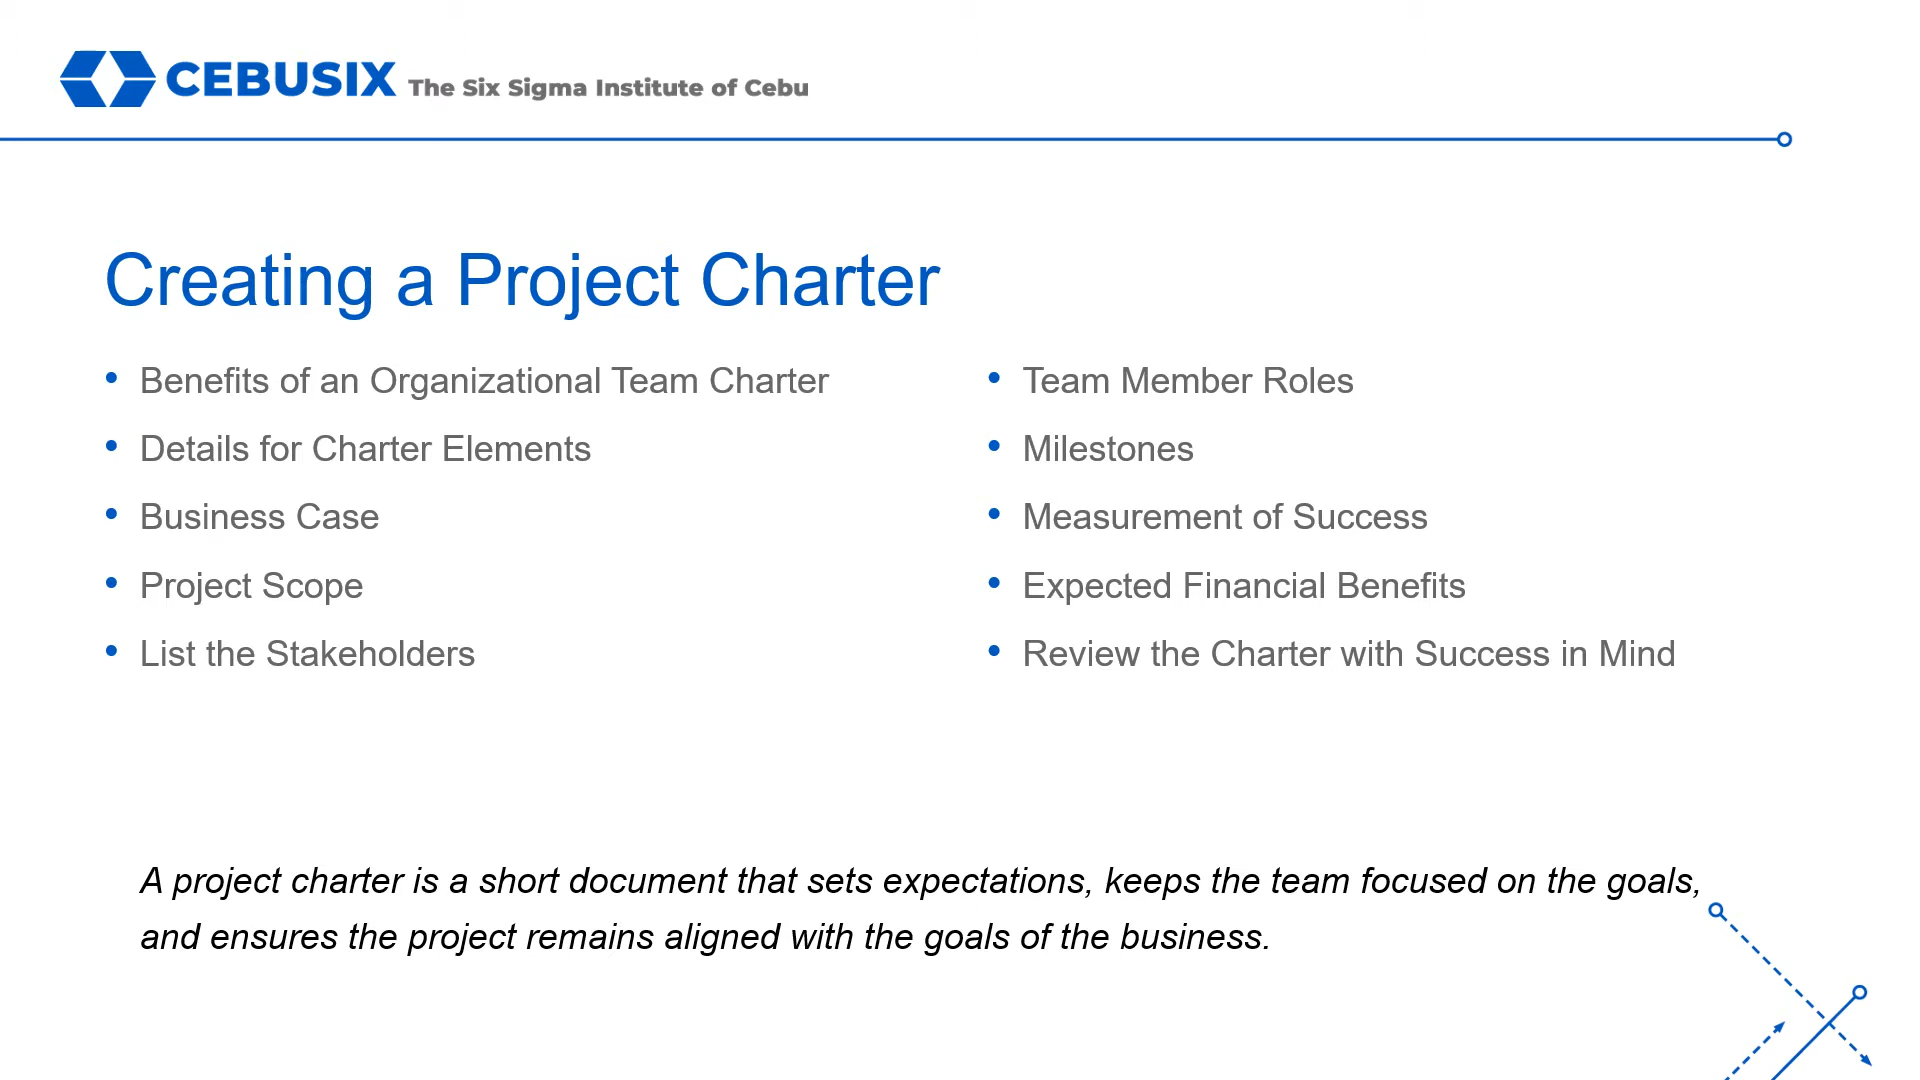 CEBUSIX The Six Sigma Institute of Cebu
Creating a Project Charter
• Benefits of an Organizational Team Charter
• Details for Charter Elements
• Business Case
• Project Scope
• List the Stakeholders
• Team Member Roles
• Milestones
• Measurement of Success
• Expected Financial Benefits
• Review the Charter with Success in Mind
A project charter is a short document that sets expectations, keeps the team focused on the goals,
and ensures the project remains aligned with the goals of the business.